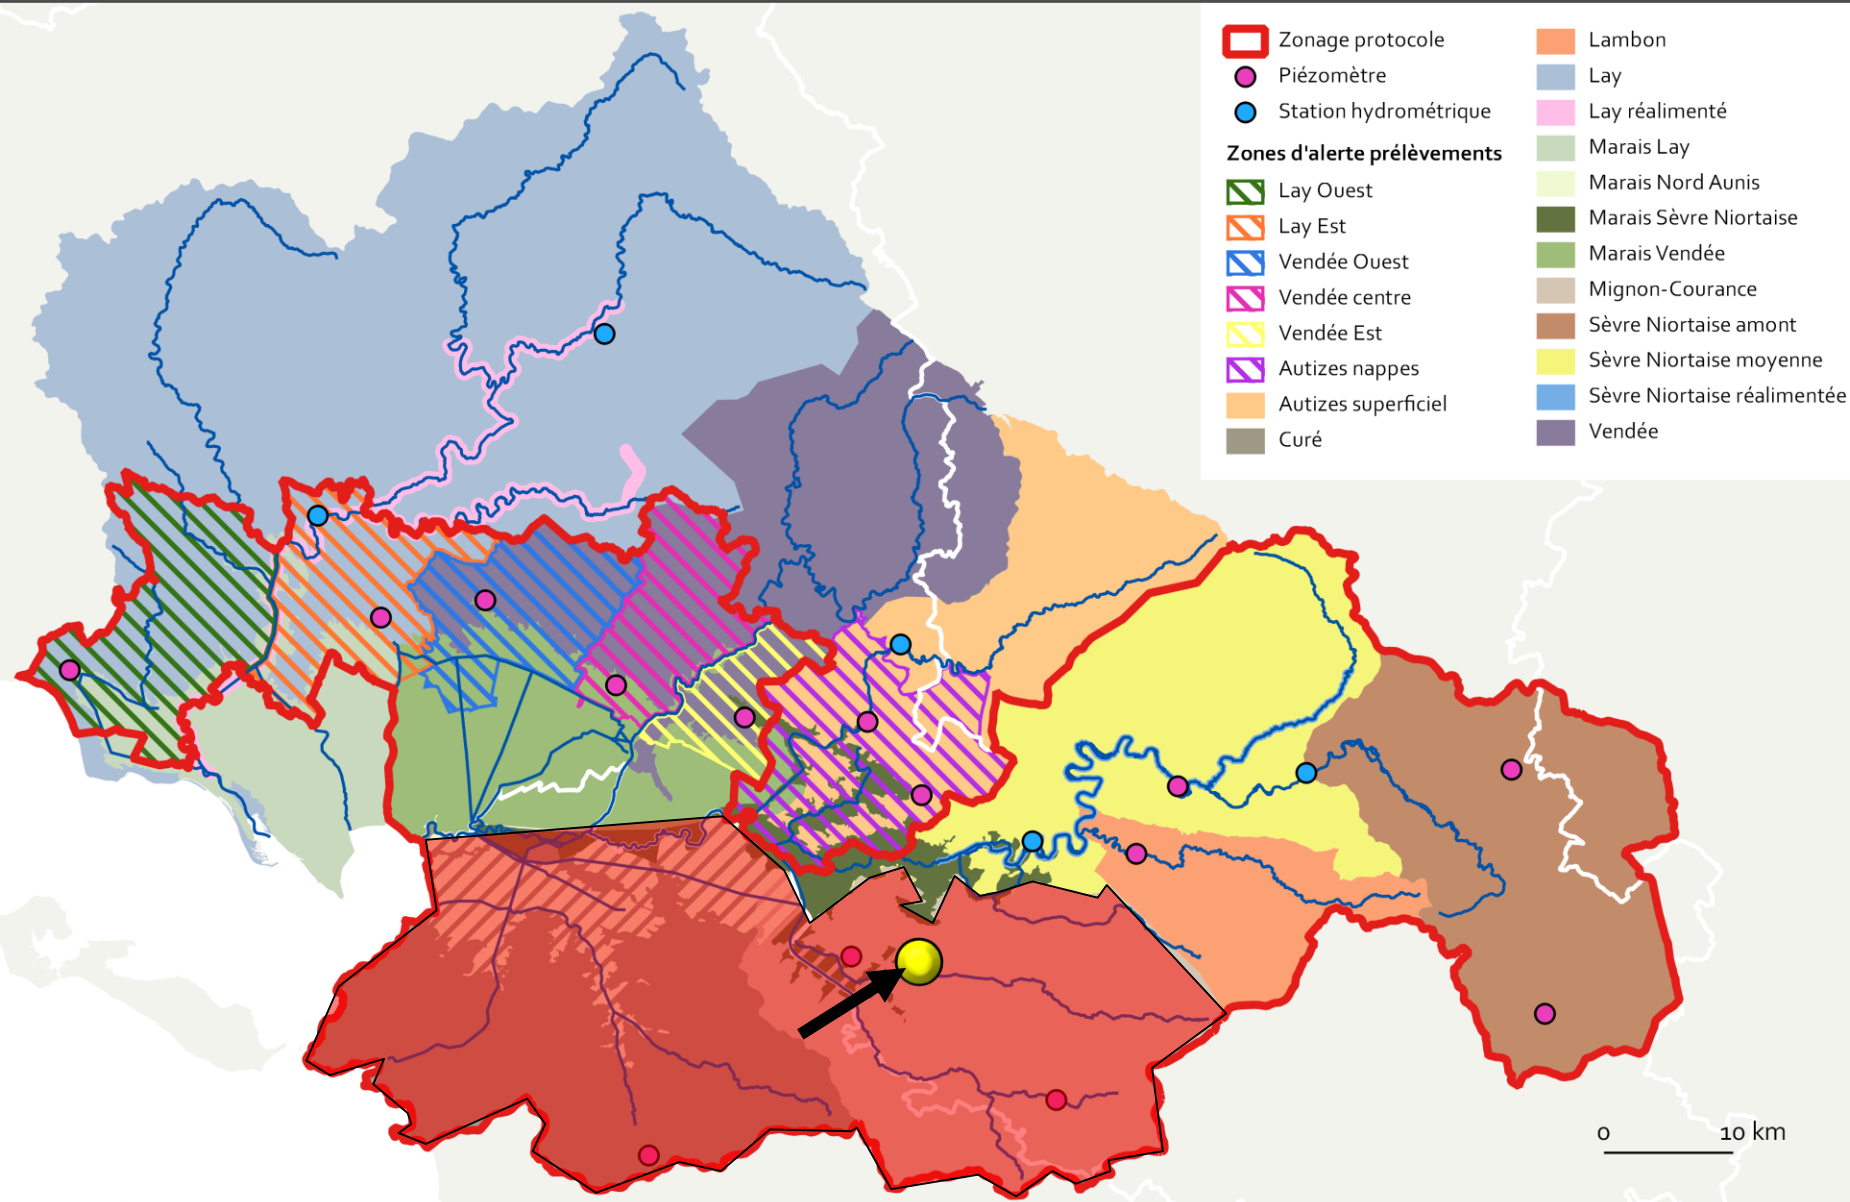 Zonage protocole
Piézomètre
Station hydrométrique
Zones d'alerte prélèvements
Lay Ouest
Lay Est
Vendée Ouest
Vendée centre
Vendée Est
Autizes nappes
Autizes superficiel
Curé
Lambon
Lay
Lay réalimenté
Marais Lay
Marais Nord Aunis
Marais Sèvre Niortaise
Marais Vendée
Mignon-Courance
Sèvre Niortaise amont
Sèvre Niortaise moyenne
Sèvre Niortaise réalimentée
Vendée
0 10 km